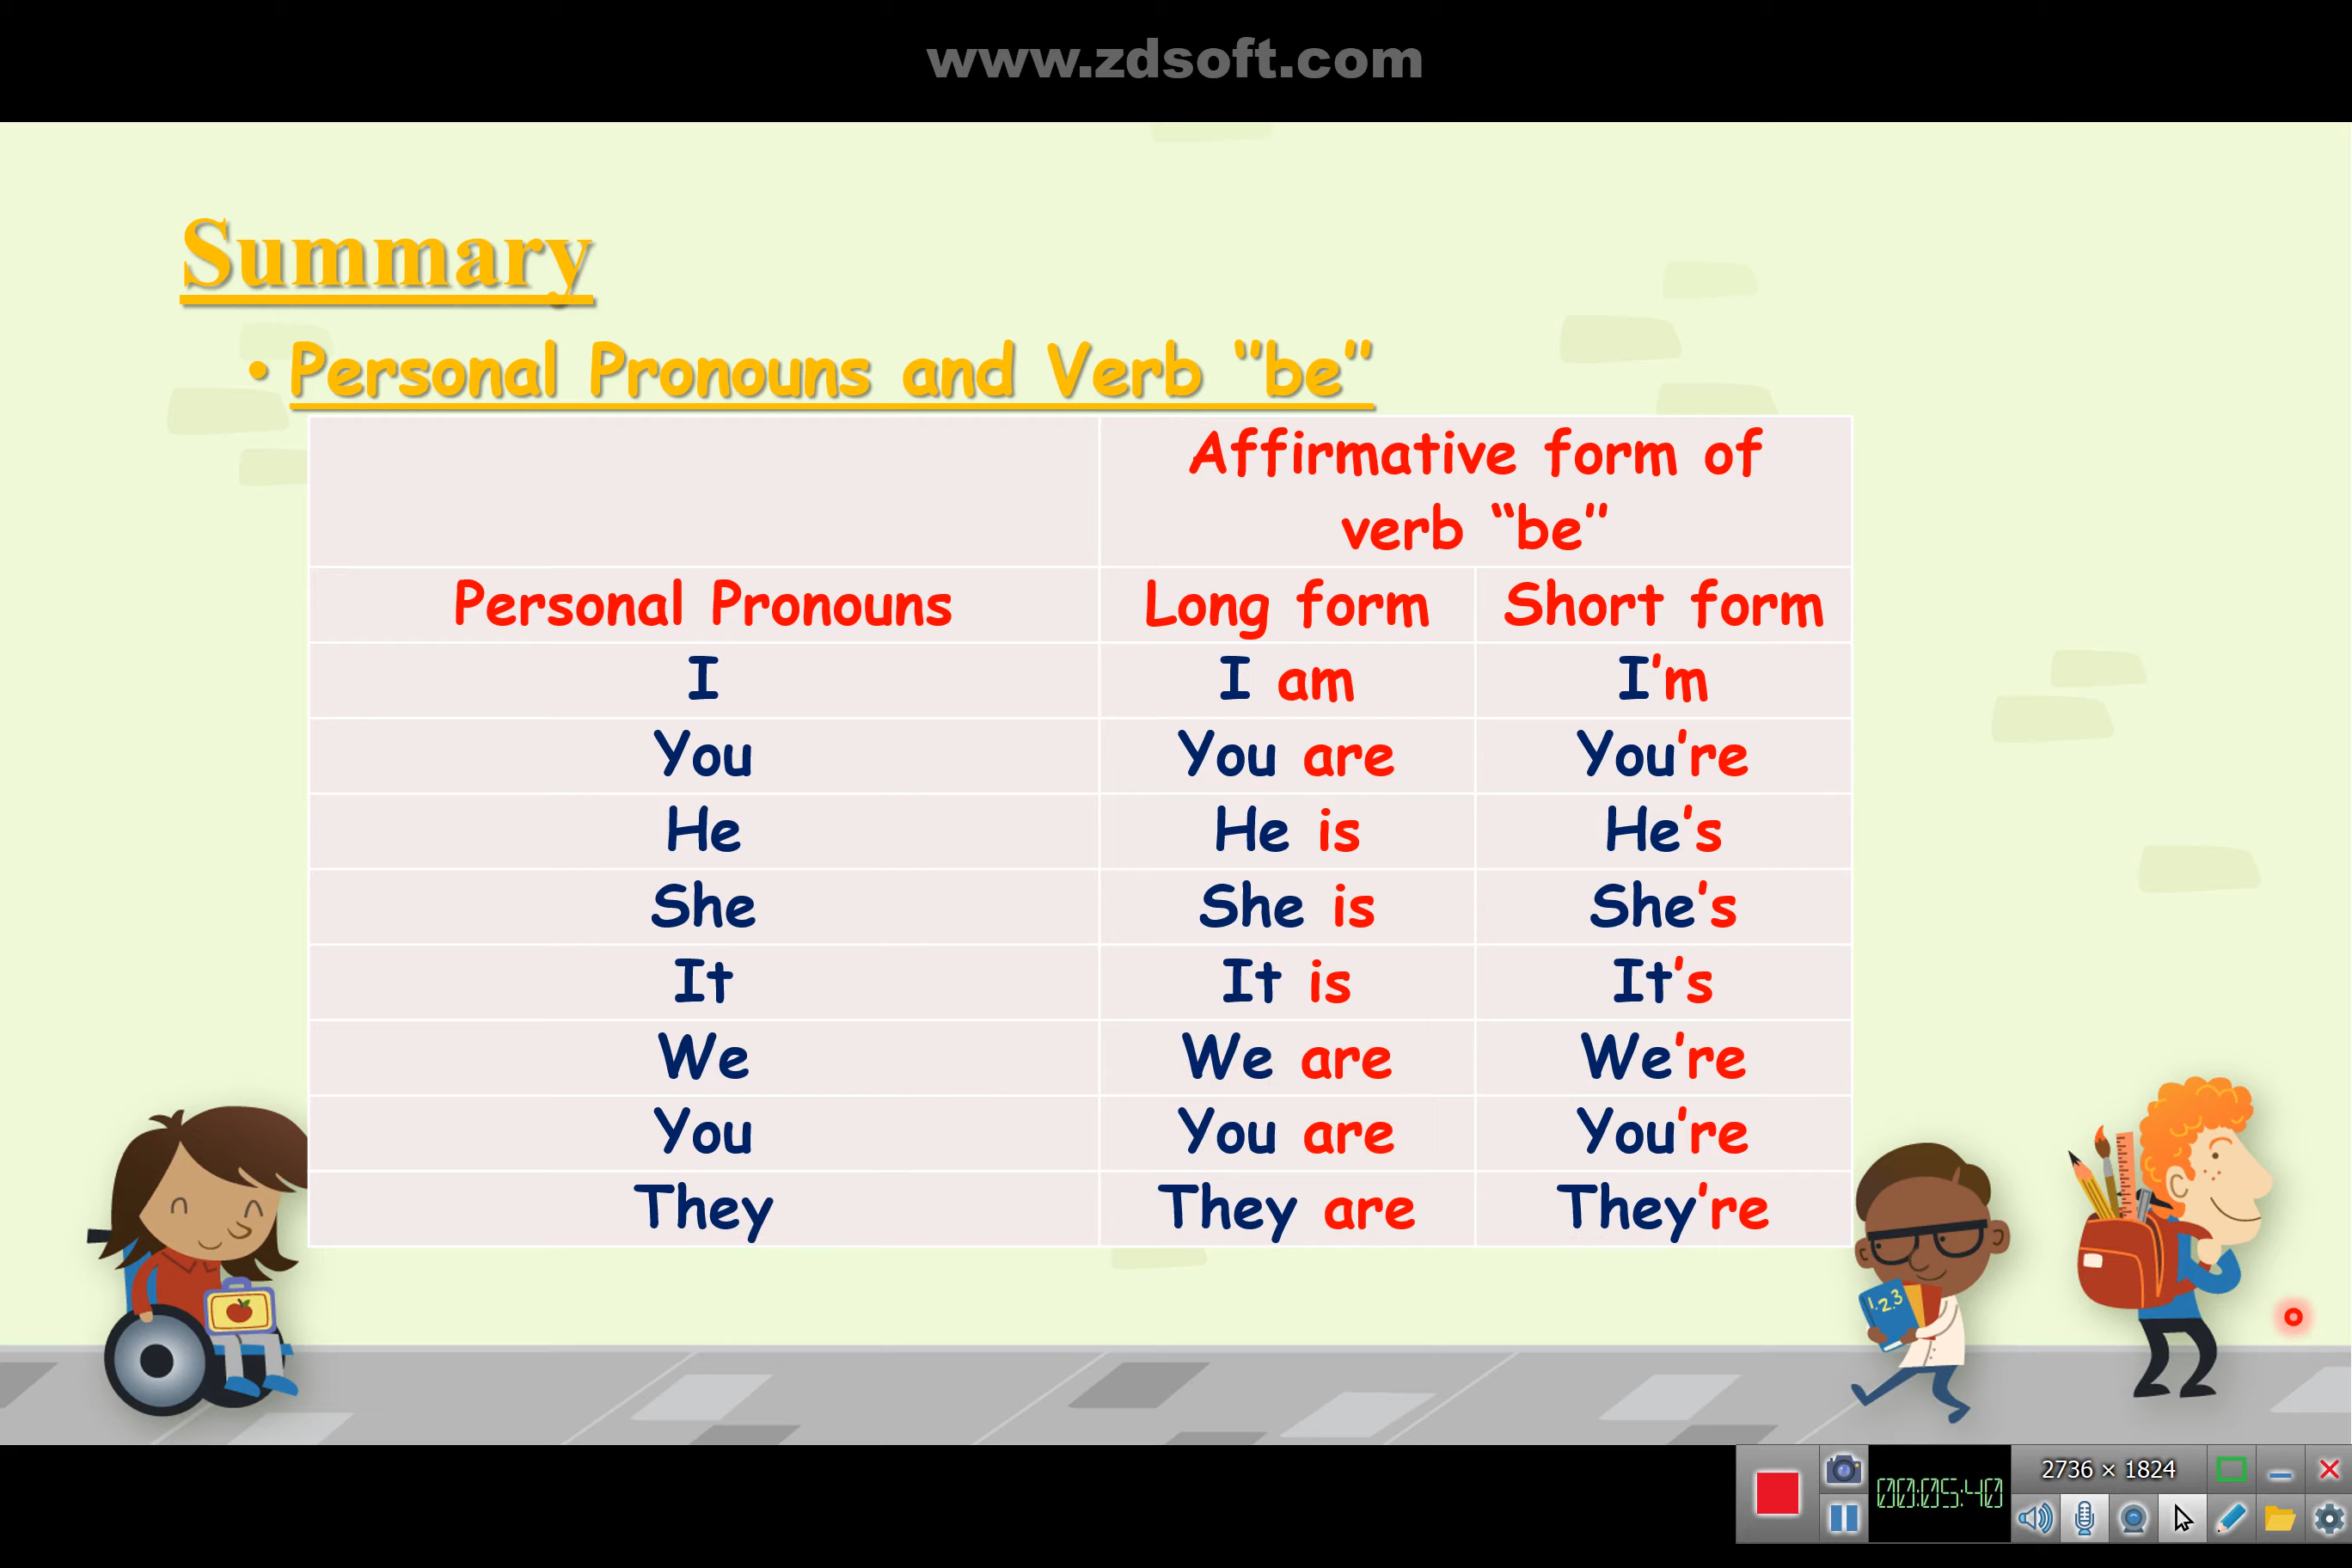 www.zdsoft.com
Summary
• Personal Pronouns and Verb “be”
Affirmative form of
verb “be”
Personal Pronouns Long form Short form
I I am I’m
You You are You’re
He He is He’s
She She is She’s
It It is It’s
We We are We’re
You You are You’re
They They are They’re
1.2.3
2736 × 1824
00:05:40